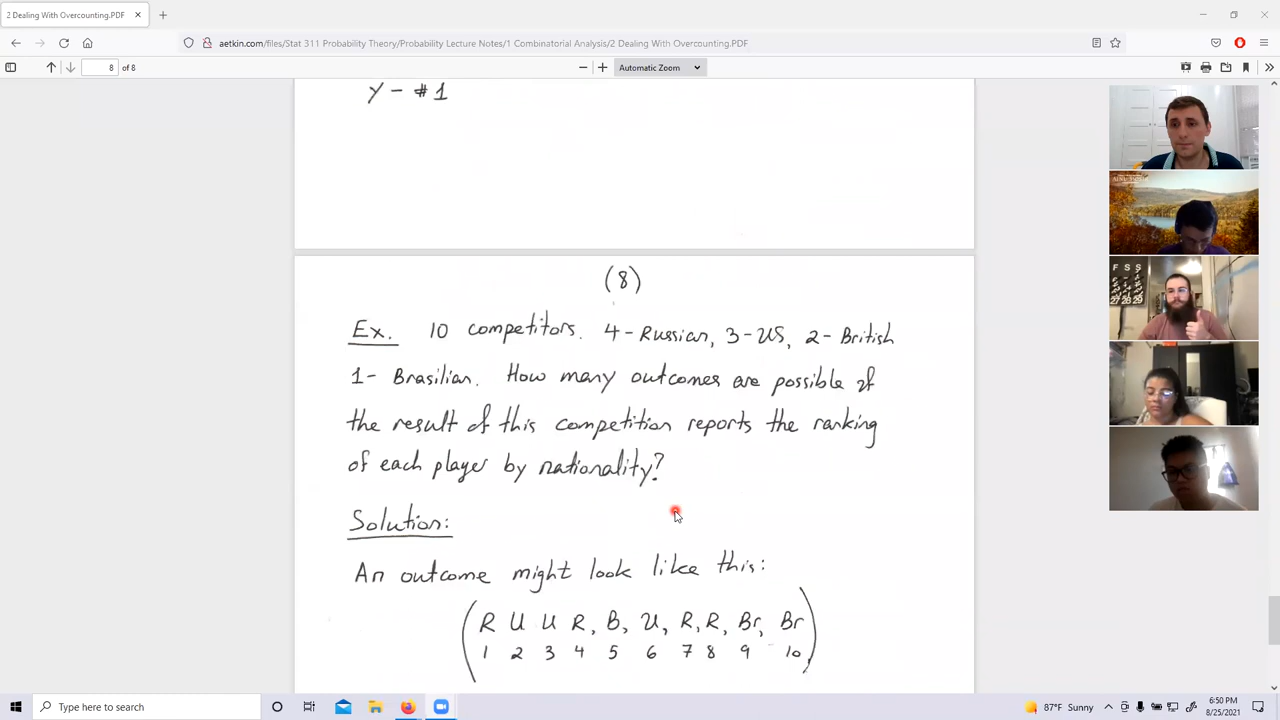 2 Dealing With Overcounting.PDF
aetkin.com/files/Stat 311 Probability Theory/Probability Lecture Notes/1 Combinatorial Analysis/2 Dealing With Overcounting.PDF
8 of 8
Automatic Zoom
Y - #1
(8)
Ex. 10 competitors. 4-Russian, 3-US, 2-British
1- Brasilian. How many outcomes are possible if
the result of this competition reports the ranking
of each player by nationality?
Solution:
An outcome might look like this:
(R U U R, B, U, R, R, Br, Br)
1 2 3 4 5 6 7 8 9 10
F S S
27 28 29
Type here to search
87°F Sunny
6:50 PM
8/25/2021